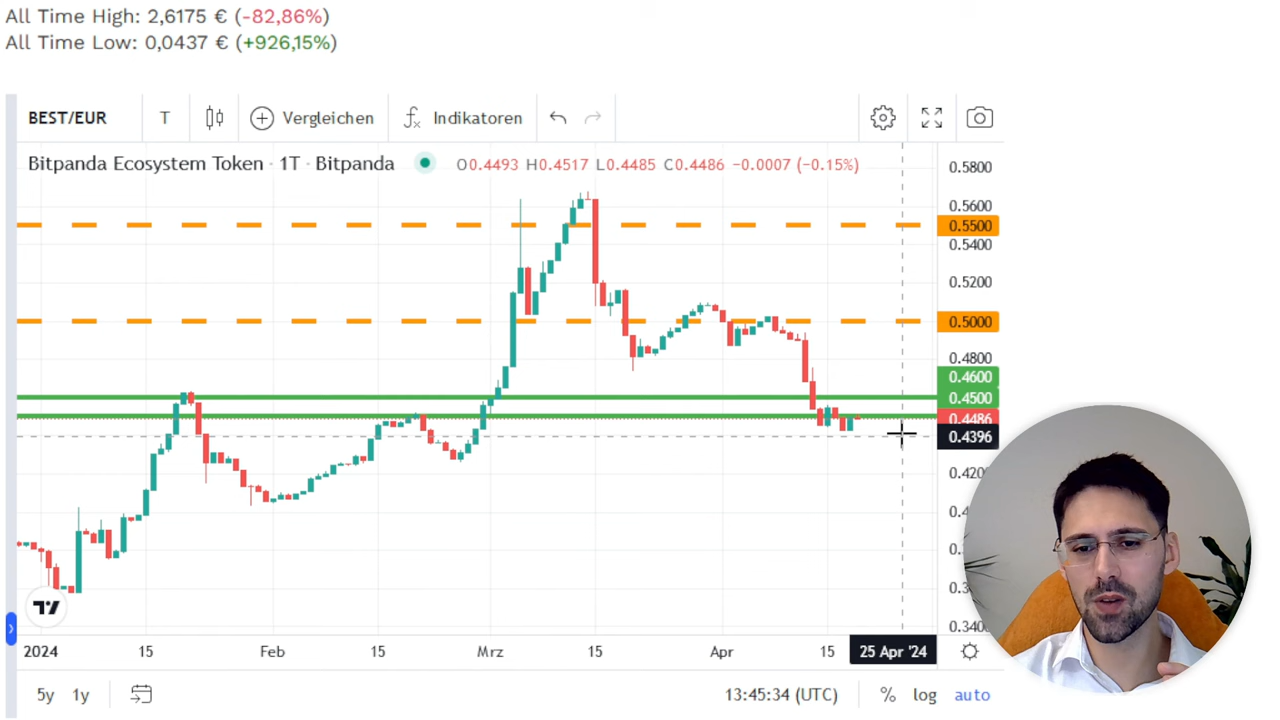 All Time High: 2,6175 € (-82,86%)
All Time Low: 0,0437 € (+926,15%)
BEST/EUR T Vergleichen Indikatoren
Bitpanda Ecosystem Token · 1T · Bitpanda O0.4493 H0.4517 L0.4485 C0.4486 −0.0007 (−0.15%)
0.5800
0.5600
0.5500
0.5400
0.5200
0.5000
0.4800
0.4600
0.4500
0.4486
0.4396
2024 15 Feb 15 Mrz 15 Apr 15 25 Apr '24
5y 1y 13:45:34 (UTC) % log auto